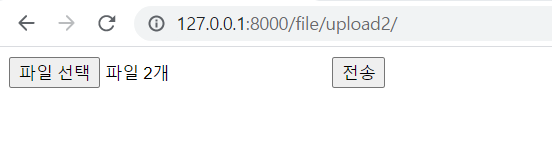 127.0.0.1:8000/file/upload2/
파일 선택 파일 2개 전송